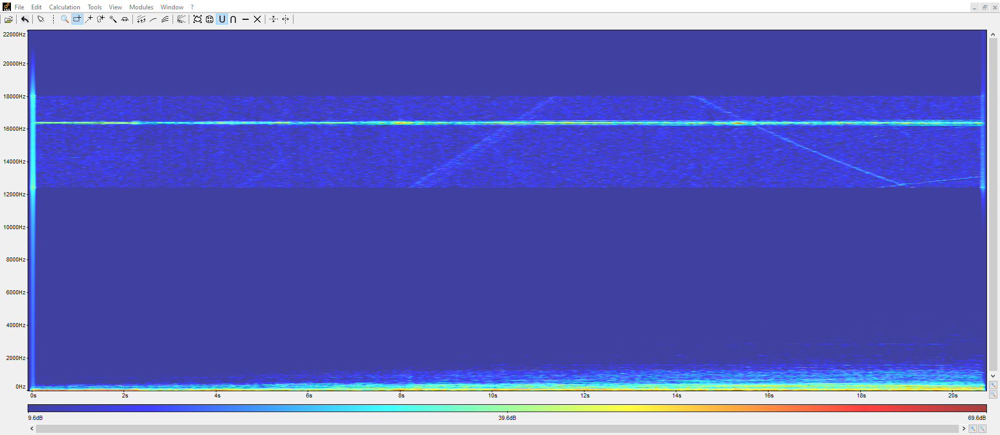 File Edit Calculation Tools View Modules Window ?
22000Hz
20000Hz
18000Hz
16000Hz
14000Hz
12000Hz
10000Hz
8000Hz
6000Hz
4000Hz
2000Hz
0Hz
0s 2s 4s 6s 8s 10s 12s 14s 16s 18s 20s
9.6dB 39.6dB 69.6dB